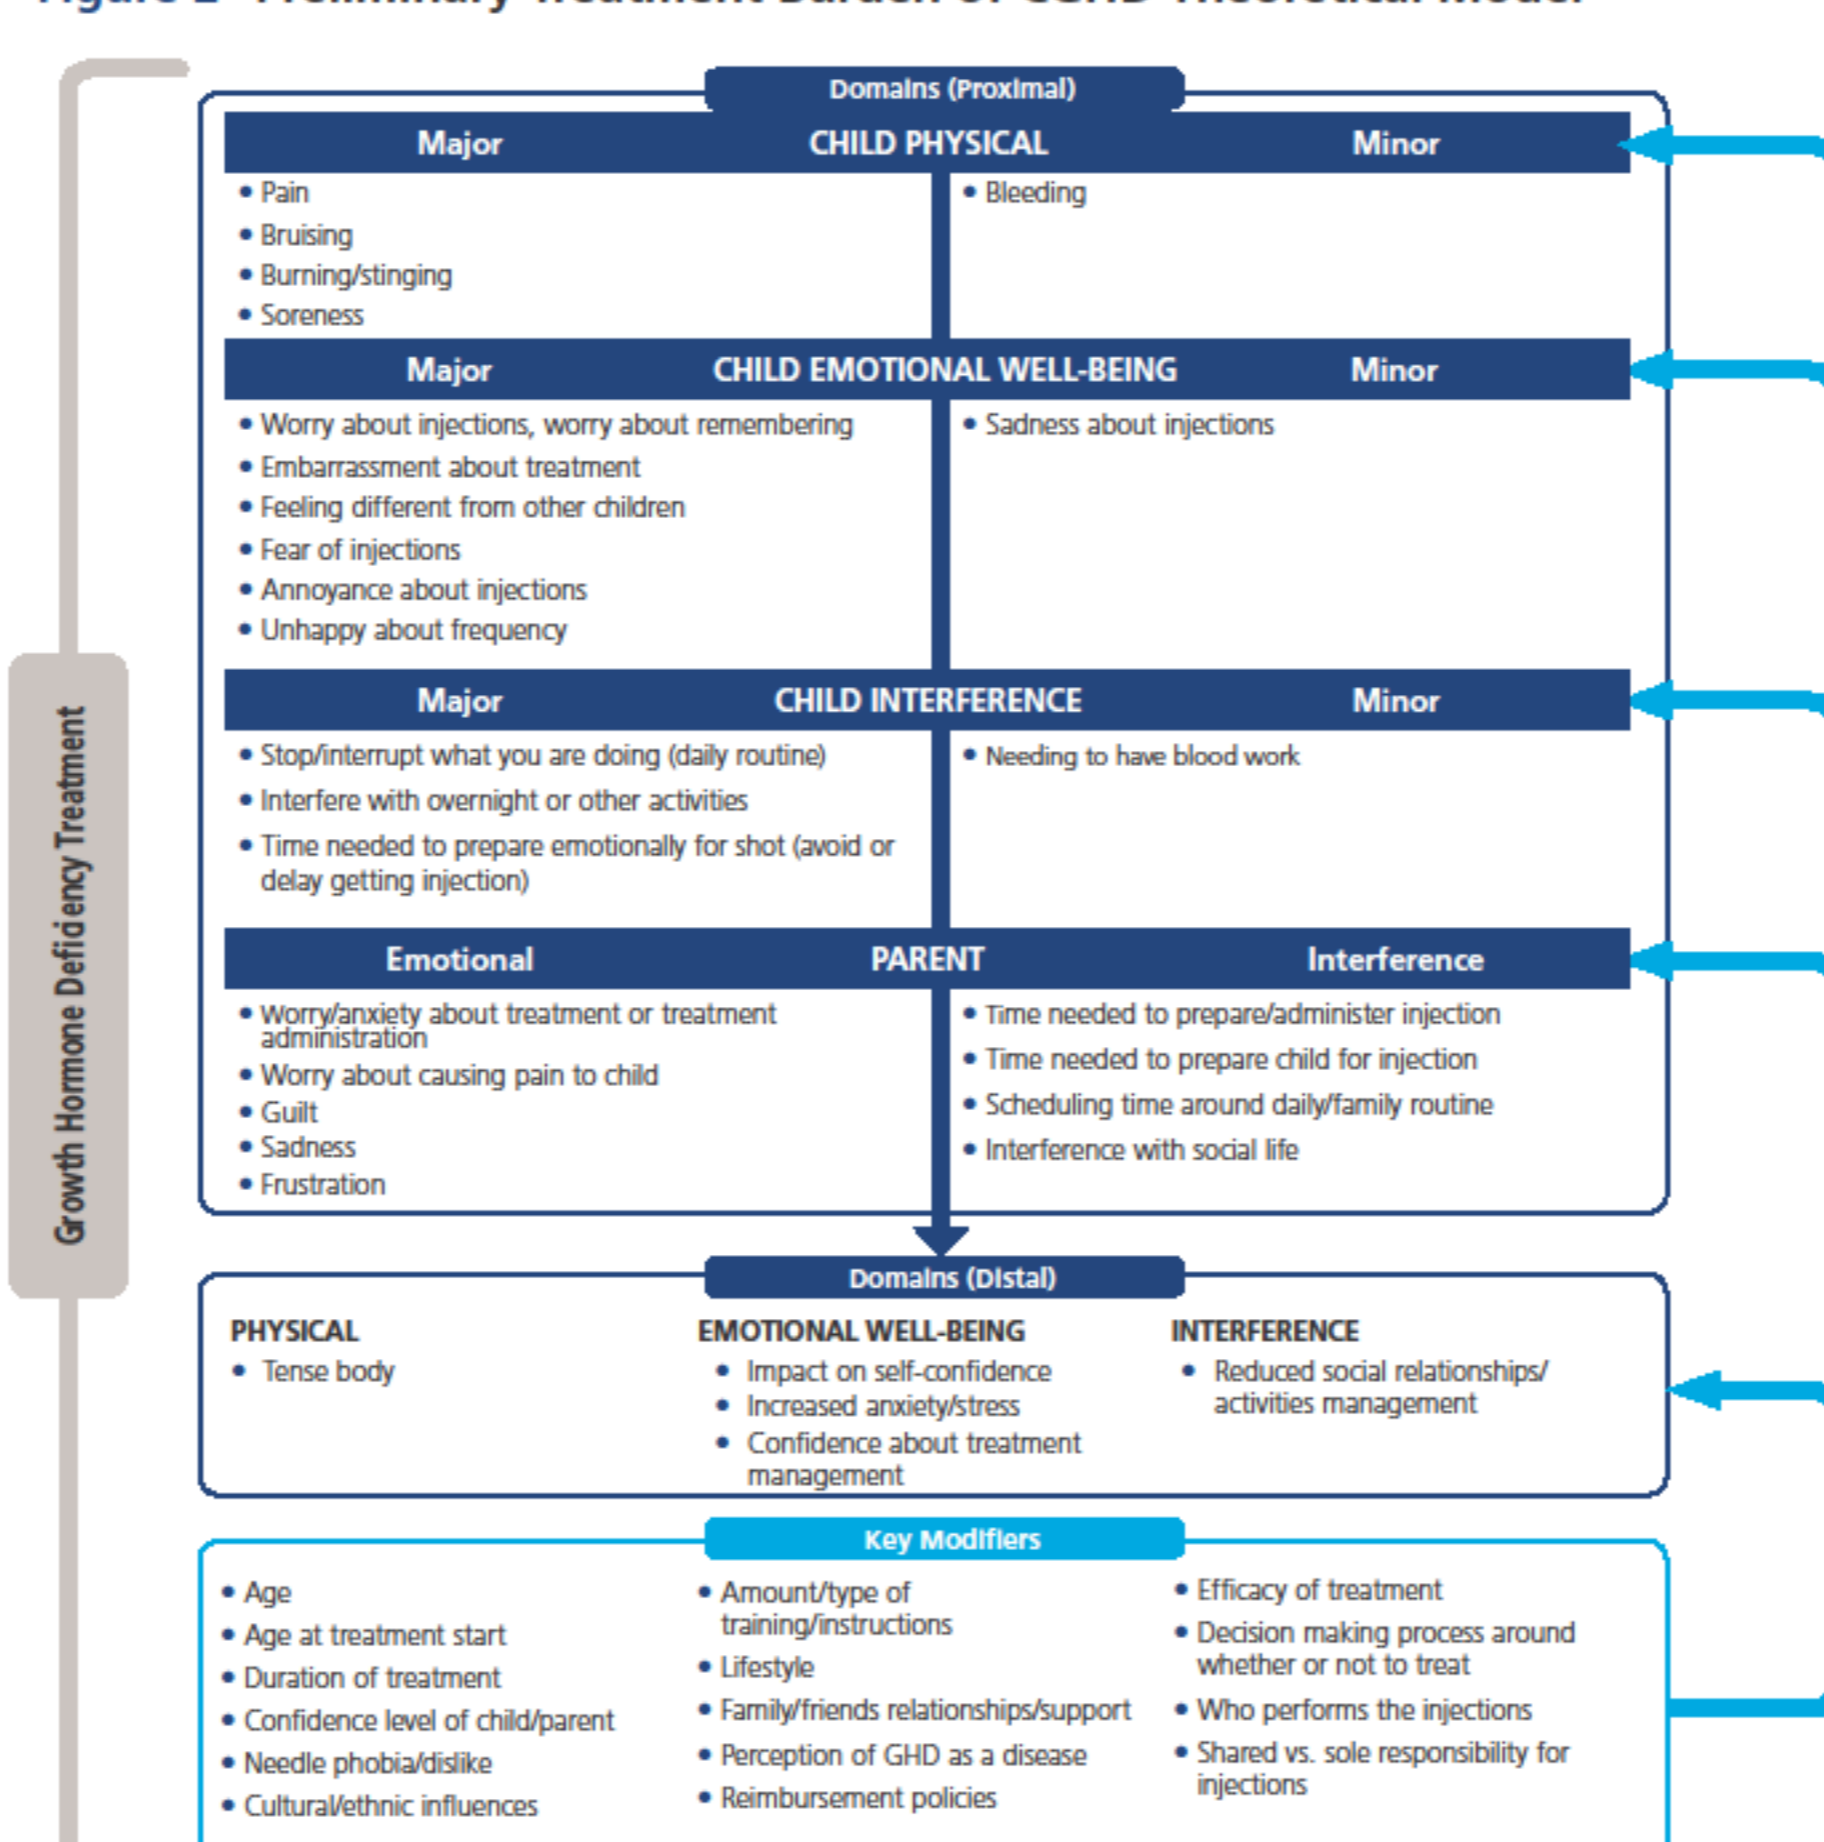 Figure 2 Preliminary Treatment Burden of CGHD Theoretical Model
Domains (Proximal)
Major CHILD PHYSICAL Minor
• Pain
• Bruising
• Burning/stinging
• Soreness
• Bleeding
Major CHILD EMOTIONAL WELL-BEING Minor
• Worry about injections, worry about remembering
• Embarrassment about treatment
• Feeling different from other children
• Fear of injections
• Annoyance about injections
• Unhappy about frequency
• Sadness about injections
Major CHILD INTERFERENCE Minor
• Stop/interrupt what you are doing (daily routine)
• Interfere with overnight or other activities
• Time needed to prepare emotionally for shot (avoid or
delay getting injection)
• Needing to have blood work
Emotional PARENT Interference
• Worry/anxiety about treatment or treatment
administration
• Worry about causing pain to child
• Guilt
• Sadness
• Frustration
• Time needed to prepare/administer injection
• Time needed to prepare child for injection
• Scheduling time around daily/family routine
• Interference with social life
Growth Hormone Deficiency Treatment
Domains (Distal)
PHYSICAL
• Tense body
EMOTIONAL WELL-BEING
• Impact on self-confidence
• Increased anxiety/stress
• Confidence about treatment
management
INTERFERENCE
• Reduced social relationships/
activities management
Key Modifiers
• Age
• Age at treatment start
• Duration of treatment
• Confidence level of child/parent
• Needle phobia/dislike
• Cultural/ethnic influences
• Amount/type of
training/instructions
• Lifestyle
• Family/friends relationships/support
• Perception of GHD as a disease
• Reimbursement policies
• Efficacy of treatment
• Decision making process around
whether or not to treat
• Who performs the injections
• Shared vs. sole responsibility for
injections